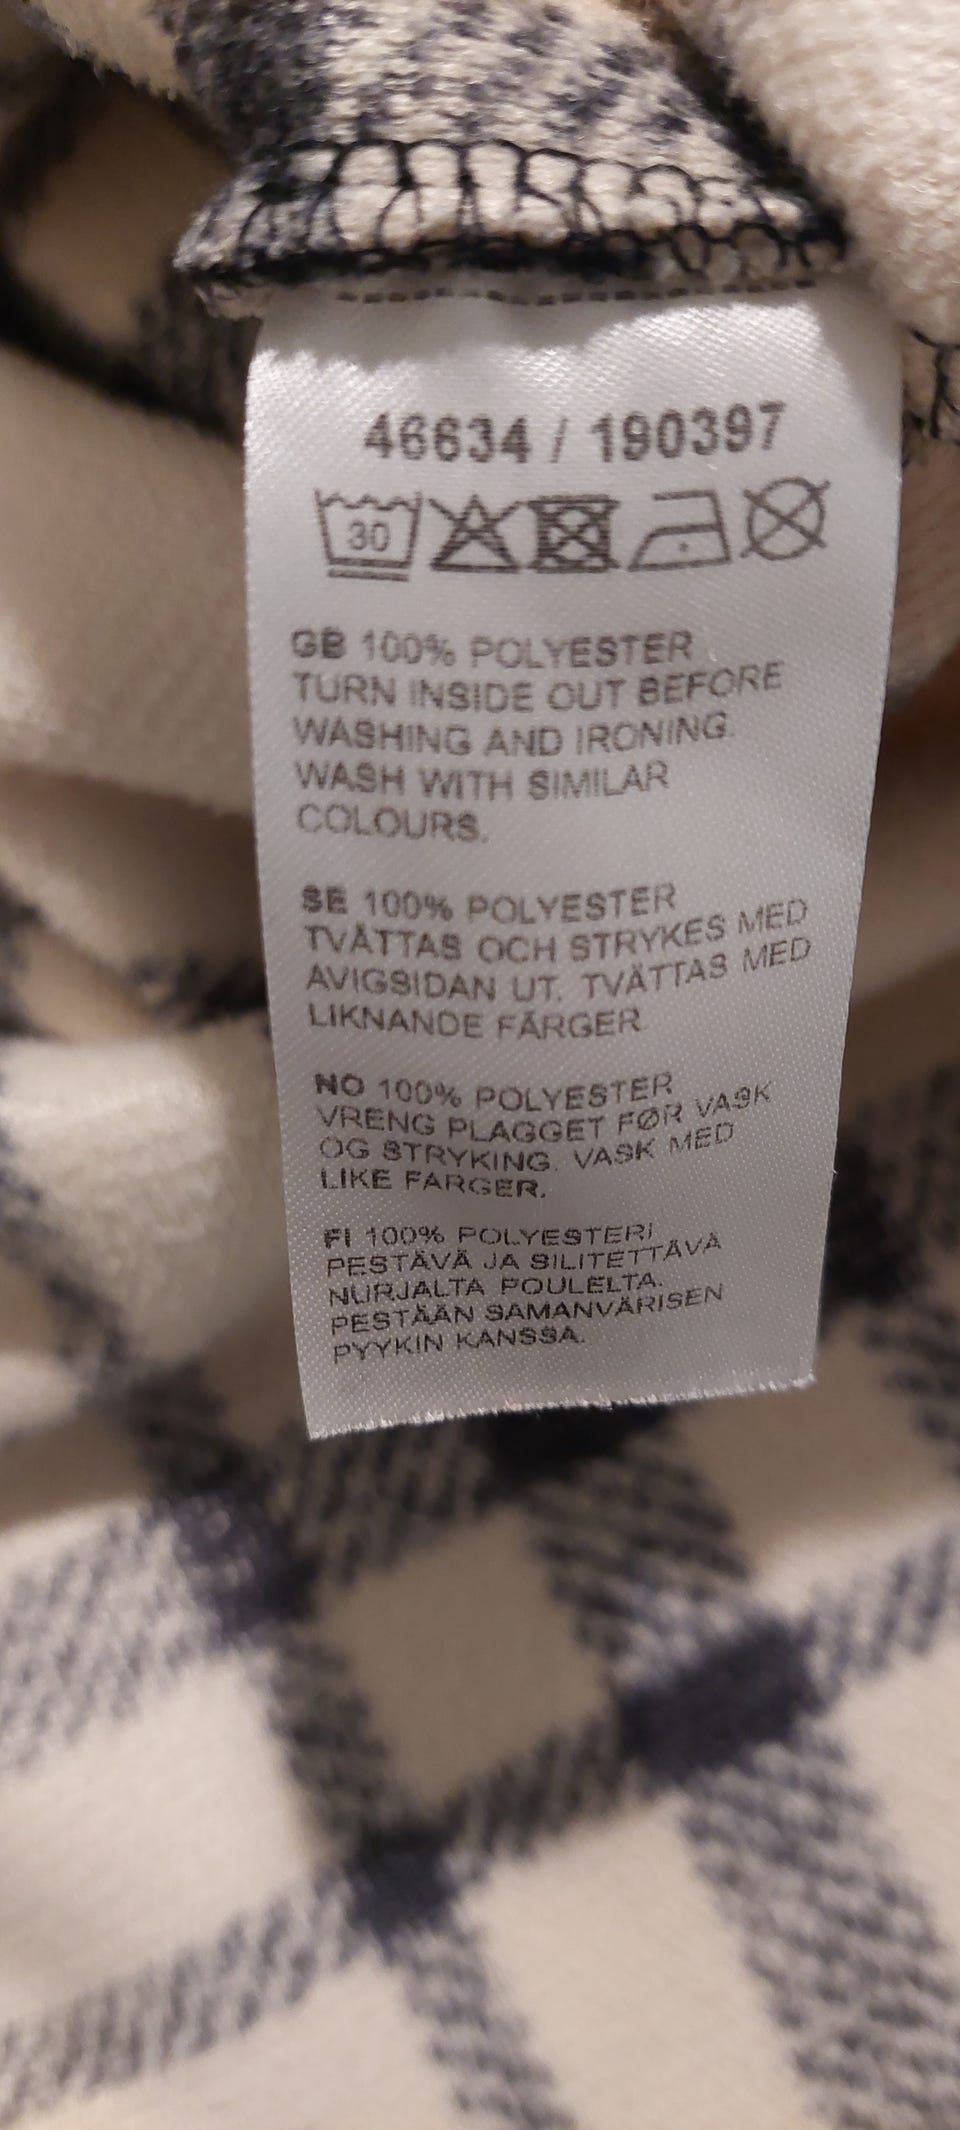 46634 / 190397
30
GB 100% POLYESTER
TURN INSIDE OUT BEFORE
WASHING AND IRONING.
WASH WITH SIMILAR
COLOURS.
SE 100% POLYESTER
TVÄTTAS OCH STRYKES MED
AVIGSIDAN UT. TVÄTTAS MED
LIKNANDE FÄRGER.
NO 100% POLYESTER
VRENG PLAGGET FØR VASK
OG STRYKING. VASK MED
LIKE FARGER.
FI 100% POLYESTERI
PESTÄVÄ JA SILITETTÄVÄ
NURJALTA POULELTA.
PESTÄÄN SAMANVÄRISEN
PYYKIN KANSSA.